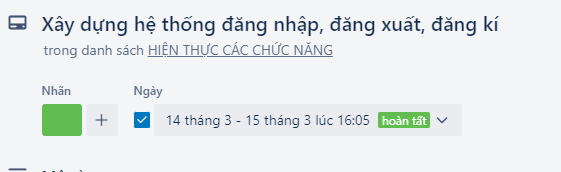 Xây dựng hệ thống đăng nhập, đăng xuất, đăng kí
trong danh sách HIỆN THỰC CÁC CHỨC NĂNG
Nhãn Ngày
14 tháng 3 - 15 tháng 3 lúc 16:05 hoàn tất